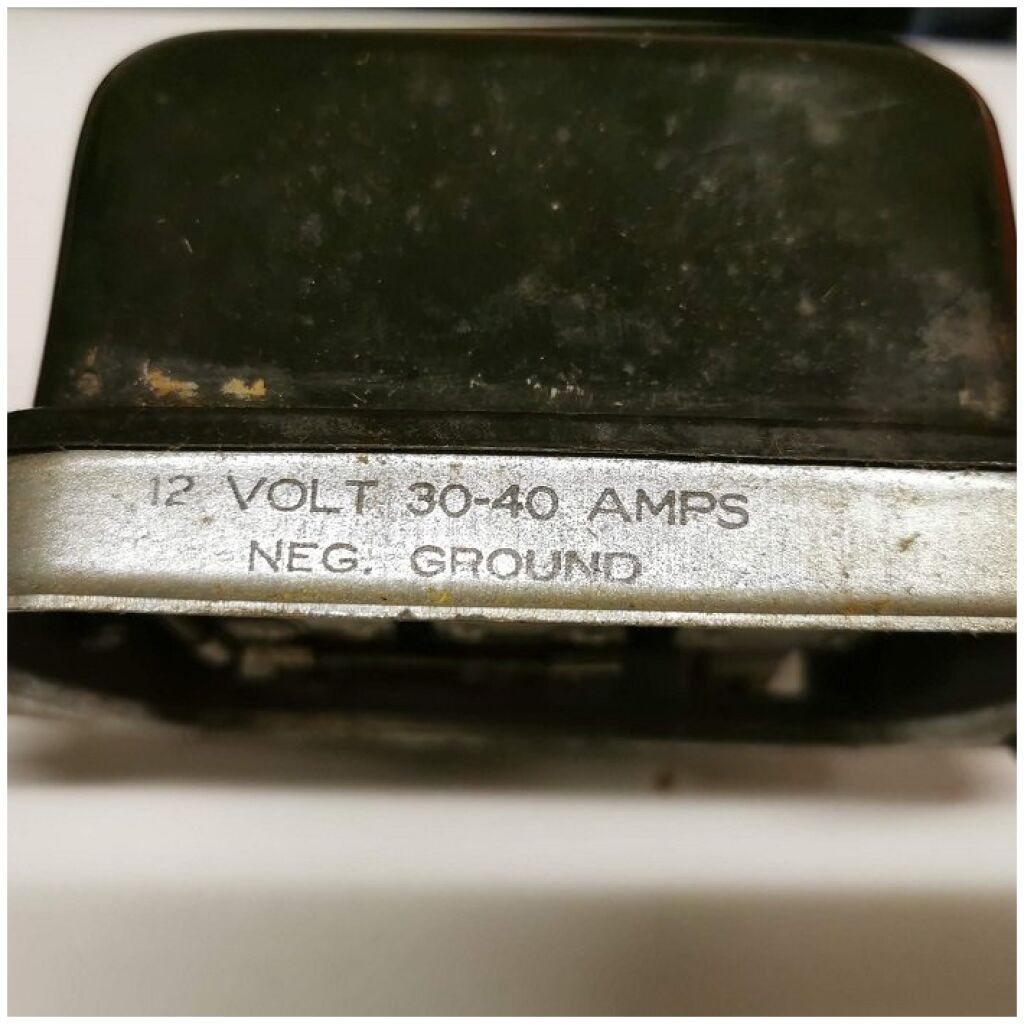 12 VOLT 30-40 AMPS
NEG. GROUND